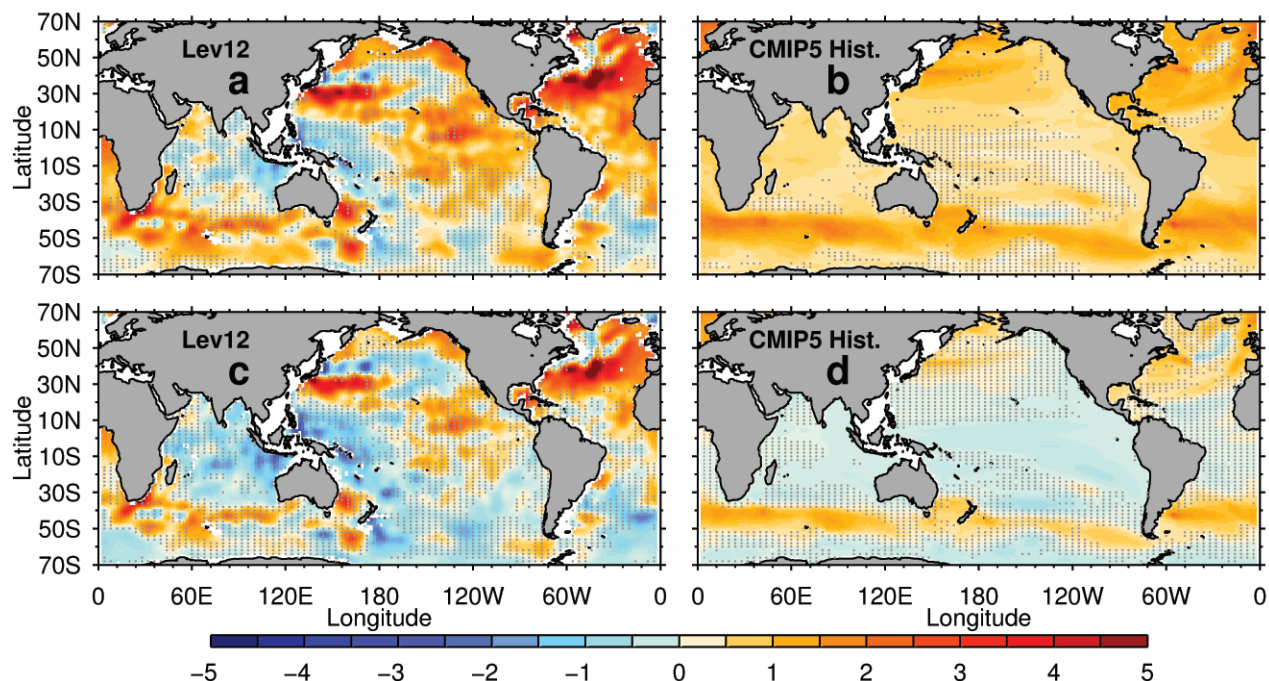 70N
50N
30N
10N
10S
30S
50S
70S
Latitude
Lev12
a
CMIP5 Hist.
b
70N
50N
30N
10N
10S
30S
50S
70S
Latitude
Lev12
c
CMIP5 Hist.
d
0 60E 120E 180 120W 60W 0
0 60E 120E 180 120W 60W 0
Longitude Longitude
−5 −4 −3 −2 −1 0 1 2 3 4 5